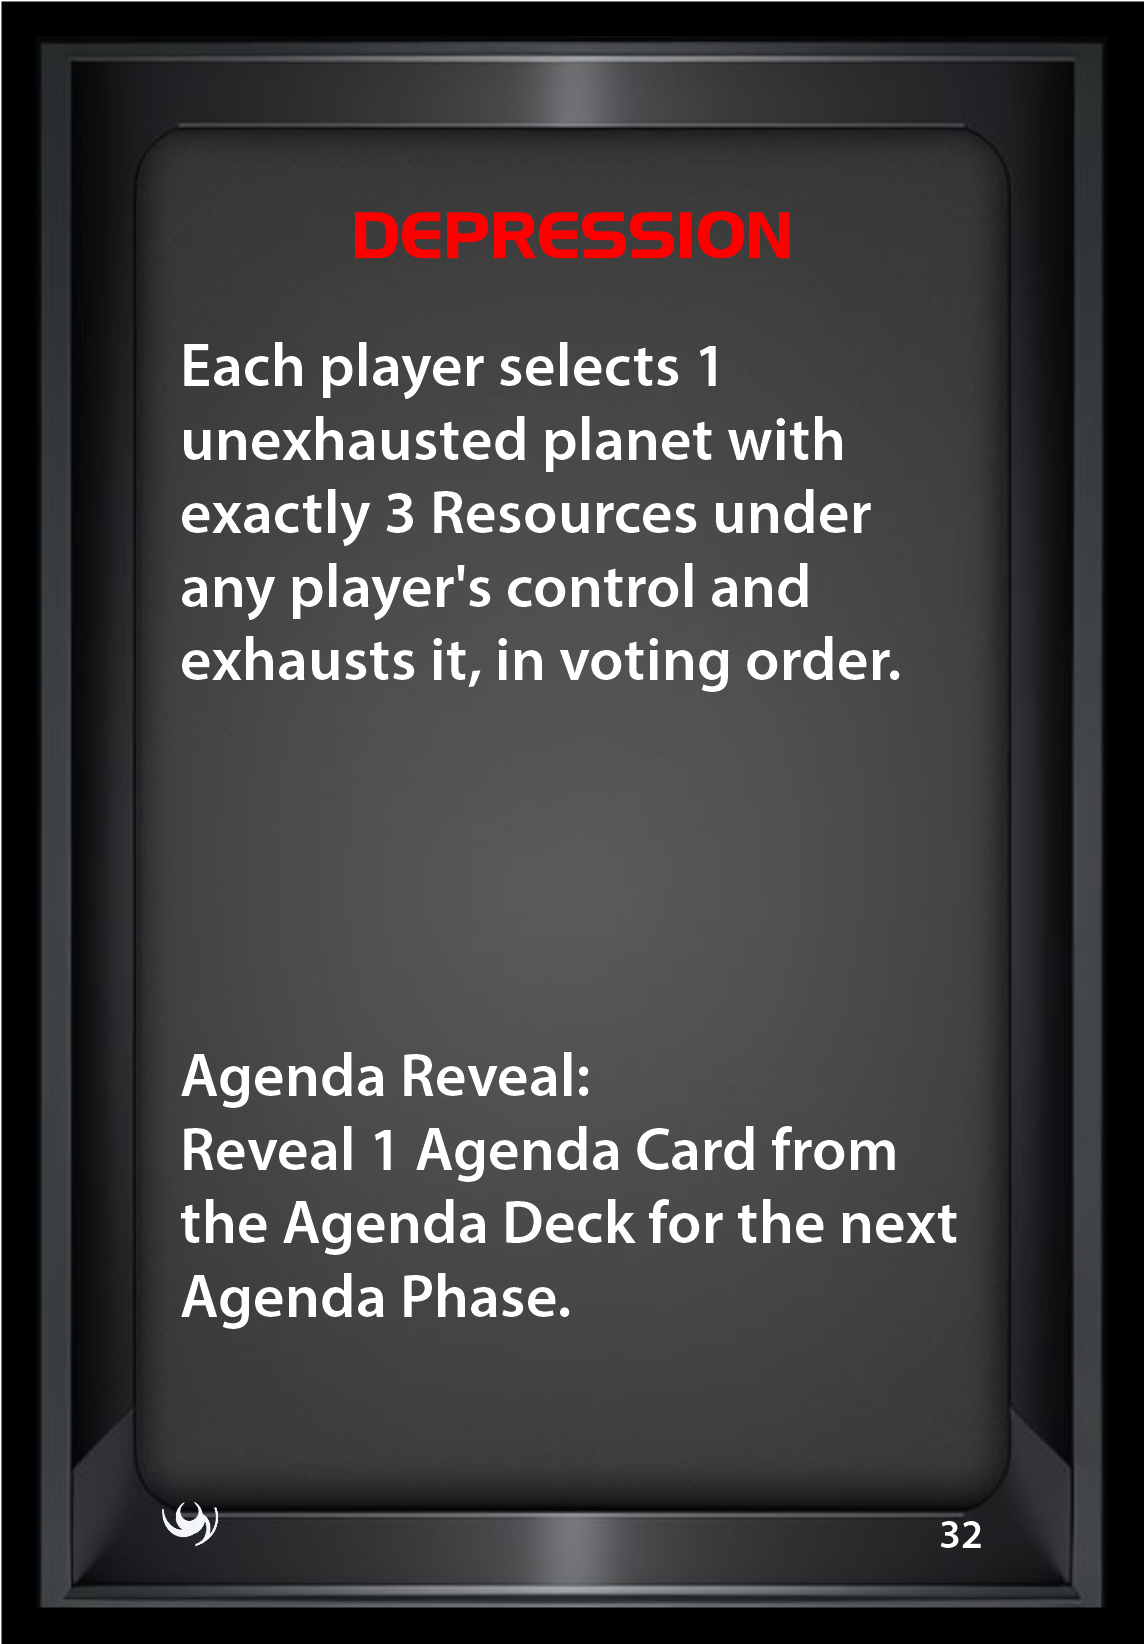 DEPRESSION
Each player selects 1
unexhausted planet with
exactly 3 Resources under
any player's control and
exhausts it, in voting order.
Agenda Reveal:
Reveal 1 Agenda Card from
the Agenda Deck for the next
Agenda Phase.
32